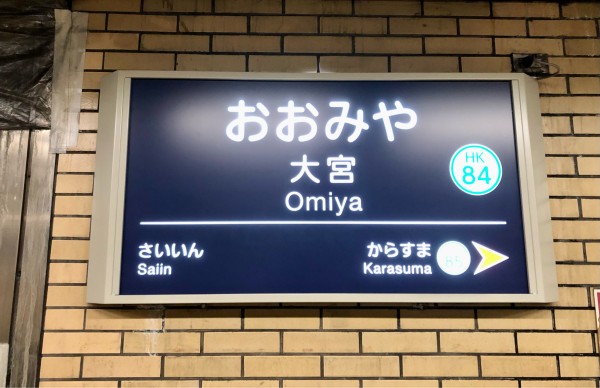 おおみや
大宮
Omiya
HK
84
さいいん
Saiin
からすま
Karasuma